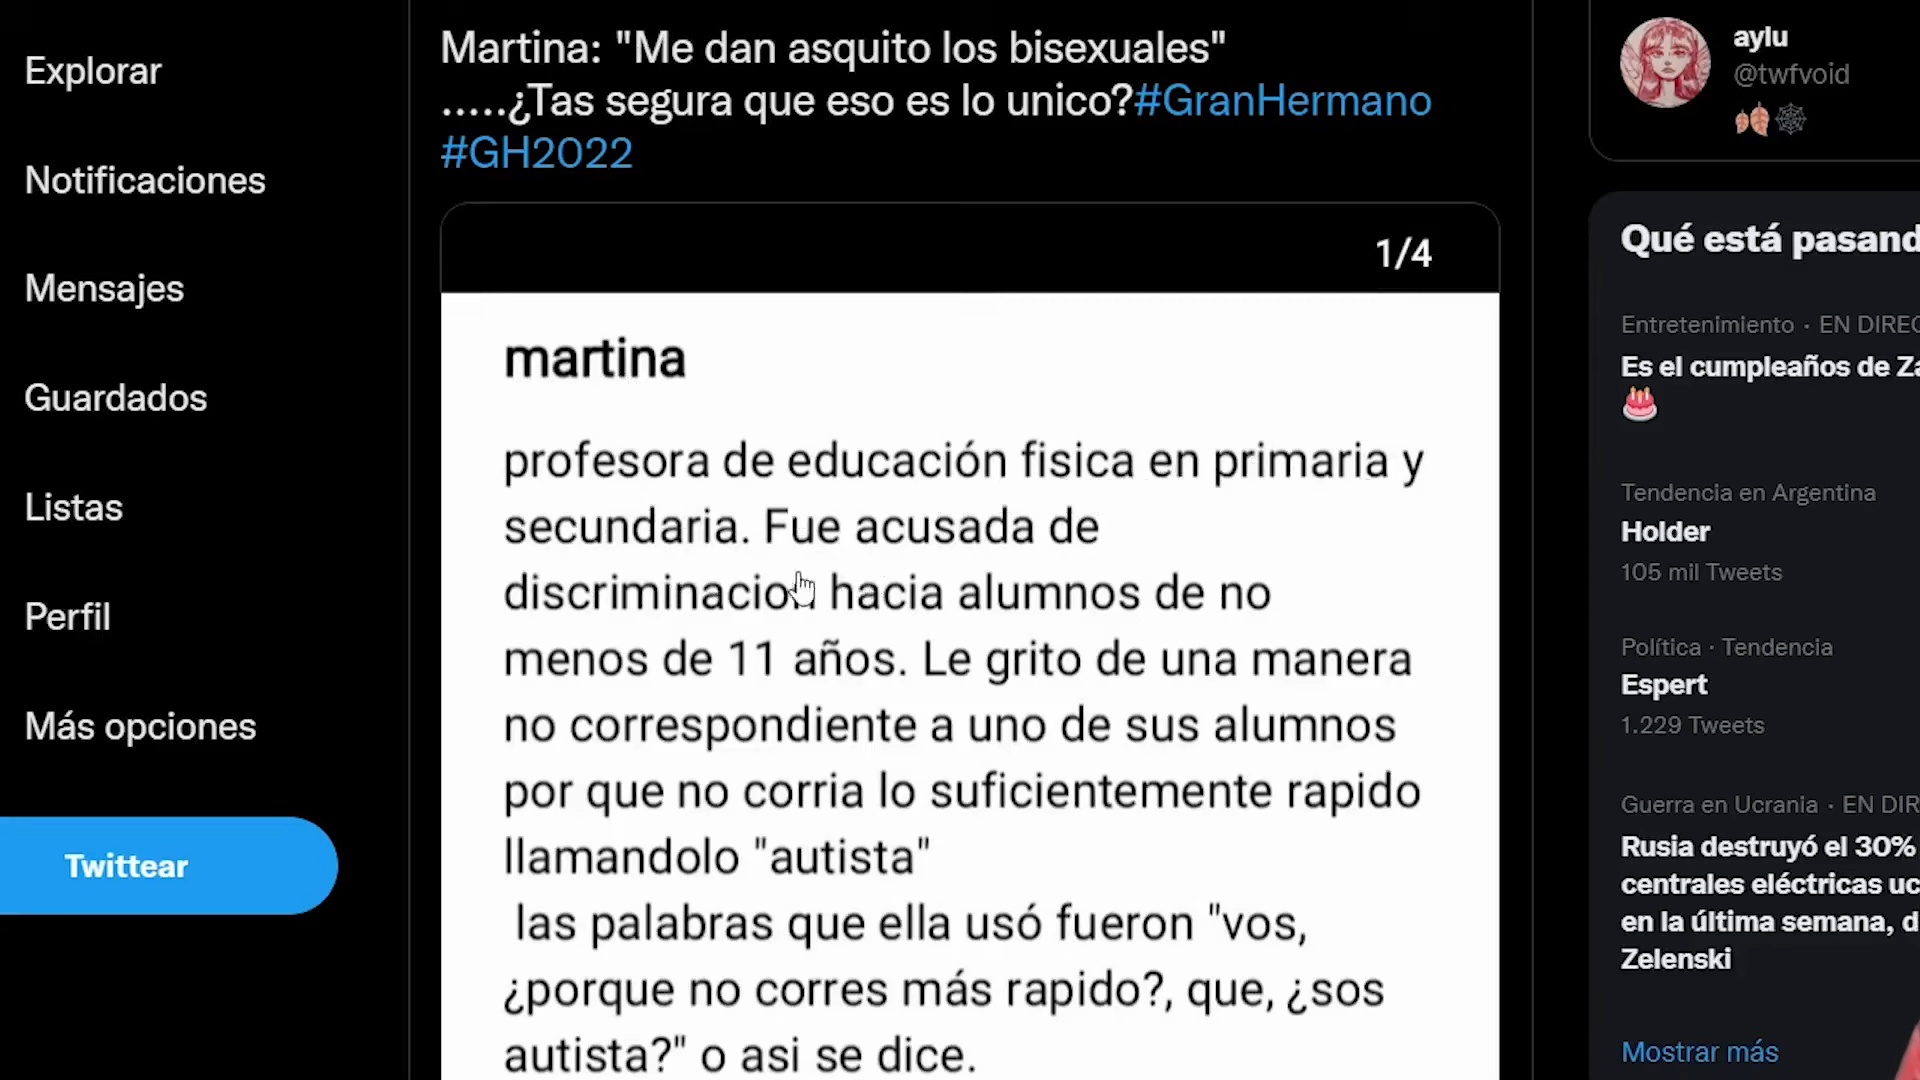 Explorar
Notificaciones
Mensajes
Guardados
Listas
Perfil
Más opciones
Twittear
Martina: "Me dan asquito los bisexuales"
.....¿Tas segura que eso es lo unico?#GranHermano
#GH2022
1/4
martina
profesora de educación fisica en primaria y
secundaria. Fue acusada de
discriminacion hacia alumnos de no
menos de 11 años. Le grito de una manera
no correspondiente a uno de sus alumnos
por que no corria lo suficientemente rapido
llamandolo "autista"
las palabras que ella usó fueron "vos,
¿porque no corres más rapido?, que, ¿sos
autista?" o asi se dice.
aylu
@twfvoid
Qué está pasand
Entretenimiento · EN DIREC
Es el cumpleaños de Za
Tendencia en Argentina
Holder
105 mil Tweets
Política · Tendencia
Espert
1.229 Tweets
Guerra en Ucrania · EN DIR
Rusia destruyó el 30%
centrales eléctricas uc
en la última semana, d
Zelenski
Mostrar más